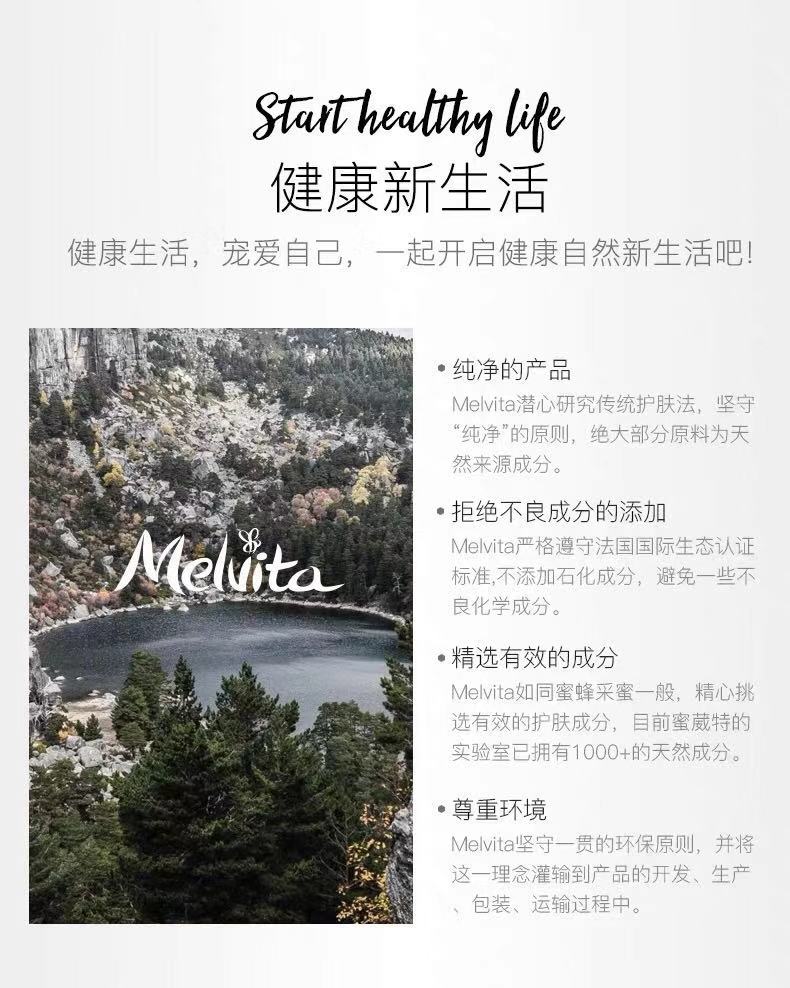 Start healthy life
健康新生活
健康生活，宠爱自己，一起开启健康自然新生活吧!
Melvita
• 纯净的产品
Melvita潜心研究传统护肤法，坚守
“纯净”的原则，绝大部分原料为天
然来源成分。
• 拒绝不良成分的添加
Melvita严格遵守法国国际生态认证
标准,不添加石化成分，避免一些不
良化学成分。
• 精选有效的成分
Melvita如同蜜蜂采蜜一般，精心挑
选有效的护肤成分，目前蜜葳特的
实验室已拥有1000+的天然成分。
• 尊重环境
Melvita坚守一贯的环保原则，并将
这一理念灌输到产品的开发、生产
、包装、运输过程中。